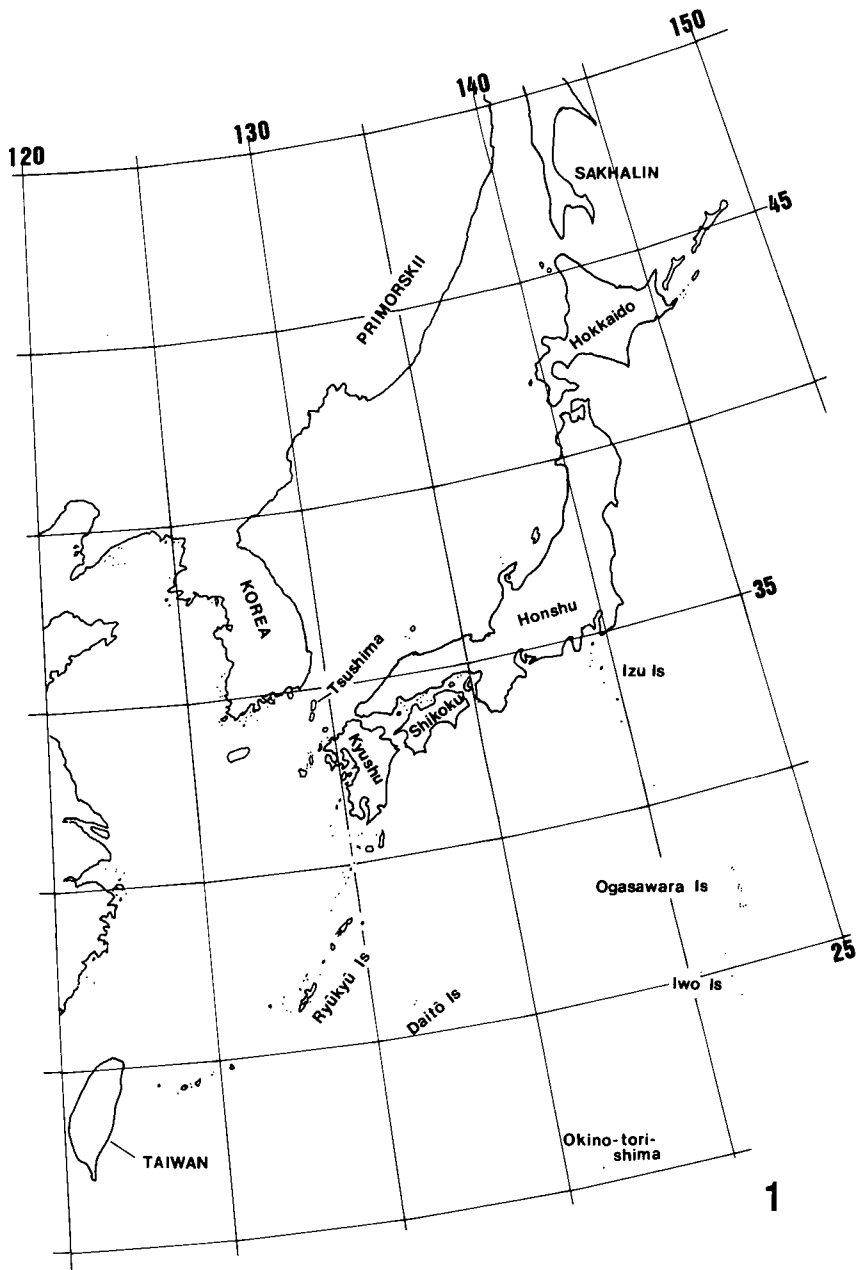 150
140
130
120
SAKHALIN
45
PRIMORSKII
Hokkaido
KOREA
35
Honshu
Tsushima
Izu Is
Shikoku
Kyushu
Ogasawara Is
25
Iwo Is
Ryūkyū Is
Daitō Is
Okino-tori-
shima
TAIWAN
1